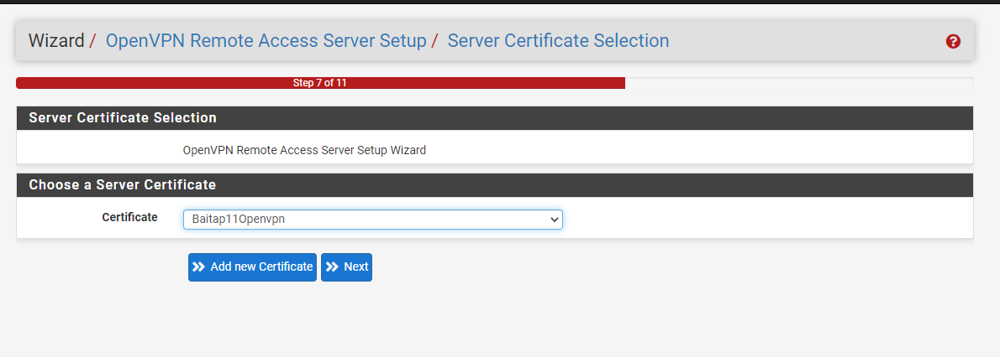 Wizard / OpenVPN Remote Access Server Setup / Server Certificate Selection
Step 7 of 11
Server Certificate Selection
OpenVPN Remote Access Server Setup Wizard
Choose a Server Certificate
Certificate Baitap11Openvpn
Add new Certificate Next